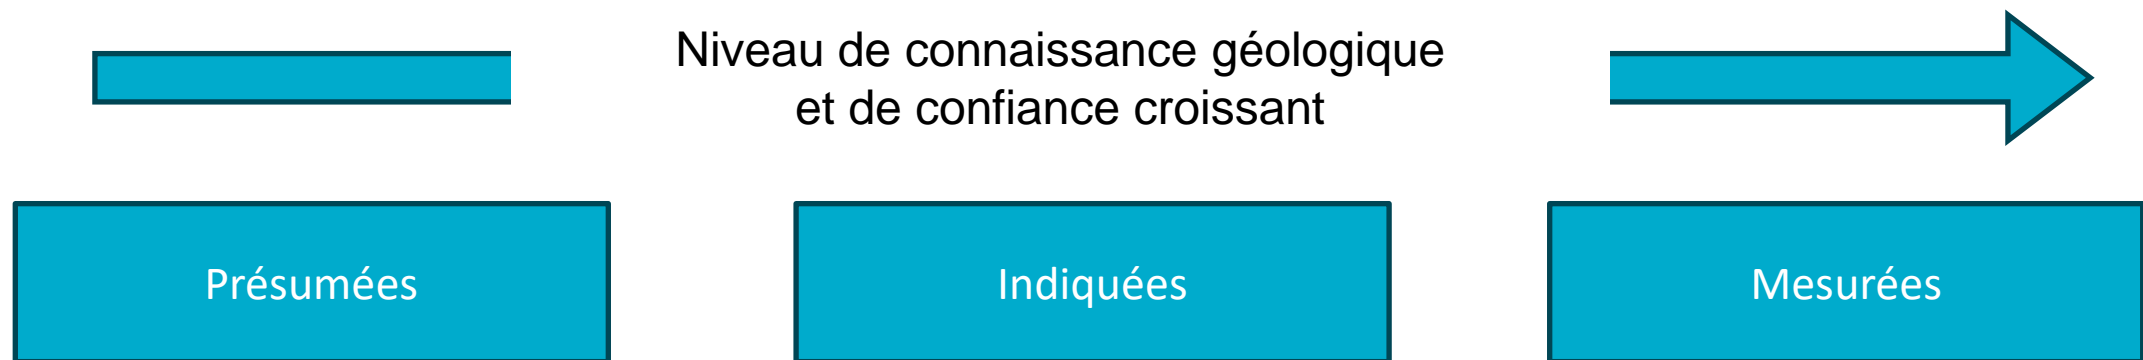 Niveau de connaissance géologique
et de confiance croissant
Présumées
Indiquées
Mesurées